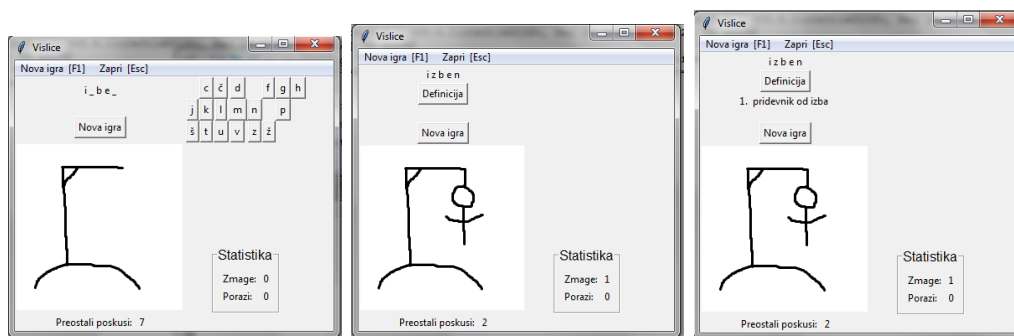 Vislice
Nova igra [F1] Zapri [Esc]
i _ b e _
c č d f g h
j k l m n p
š t u v z ž
Nova igra
Statistika
Zmage: 0
Porazi: 0
Preostali poskusi: 7
Vislice
Nova igra [F1] Zapri [Esc]
i z b e n
Definicija
Nova igra
Statistika
Zmage: 1
Porazi: 0
Preostali poskusi: 2
Vislice
Nova igra [F1] Zapri [Esc]
i z b e n
Definicija
1. pridevnik od izba
Nova igra
Statistika
Zmage: 1
Porazi: 0
Preostali poskusi: 2